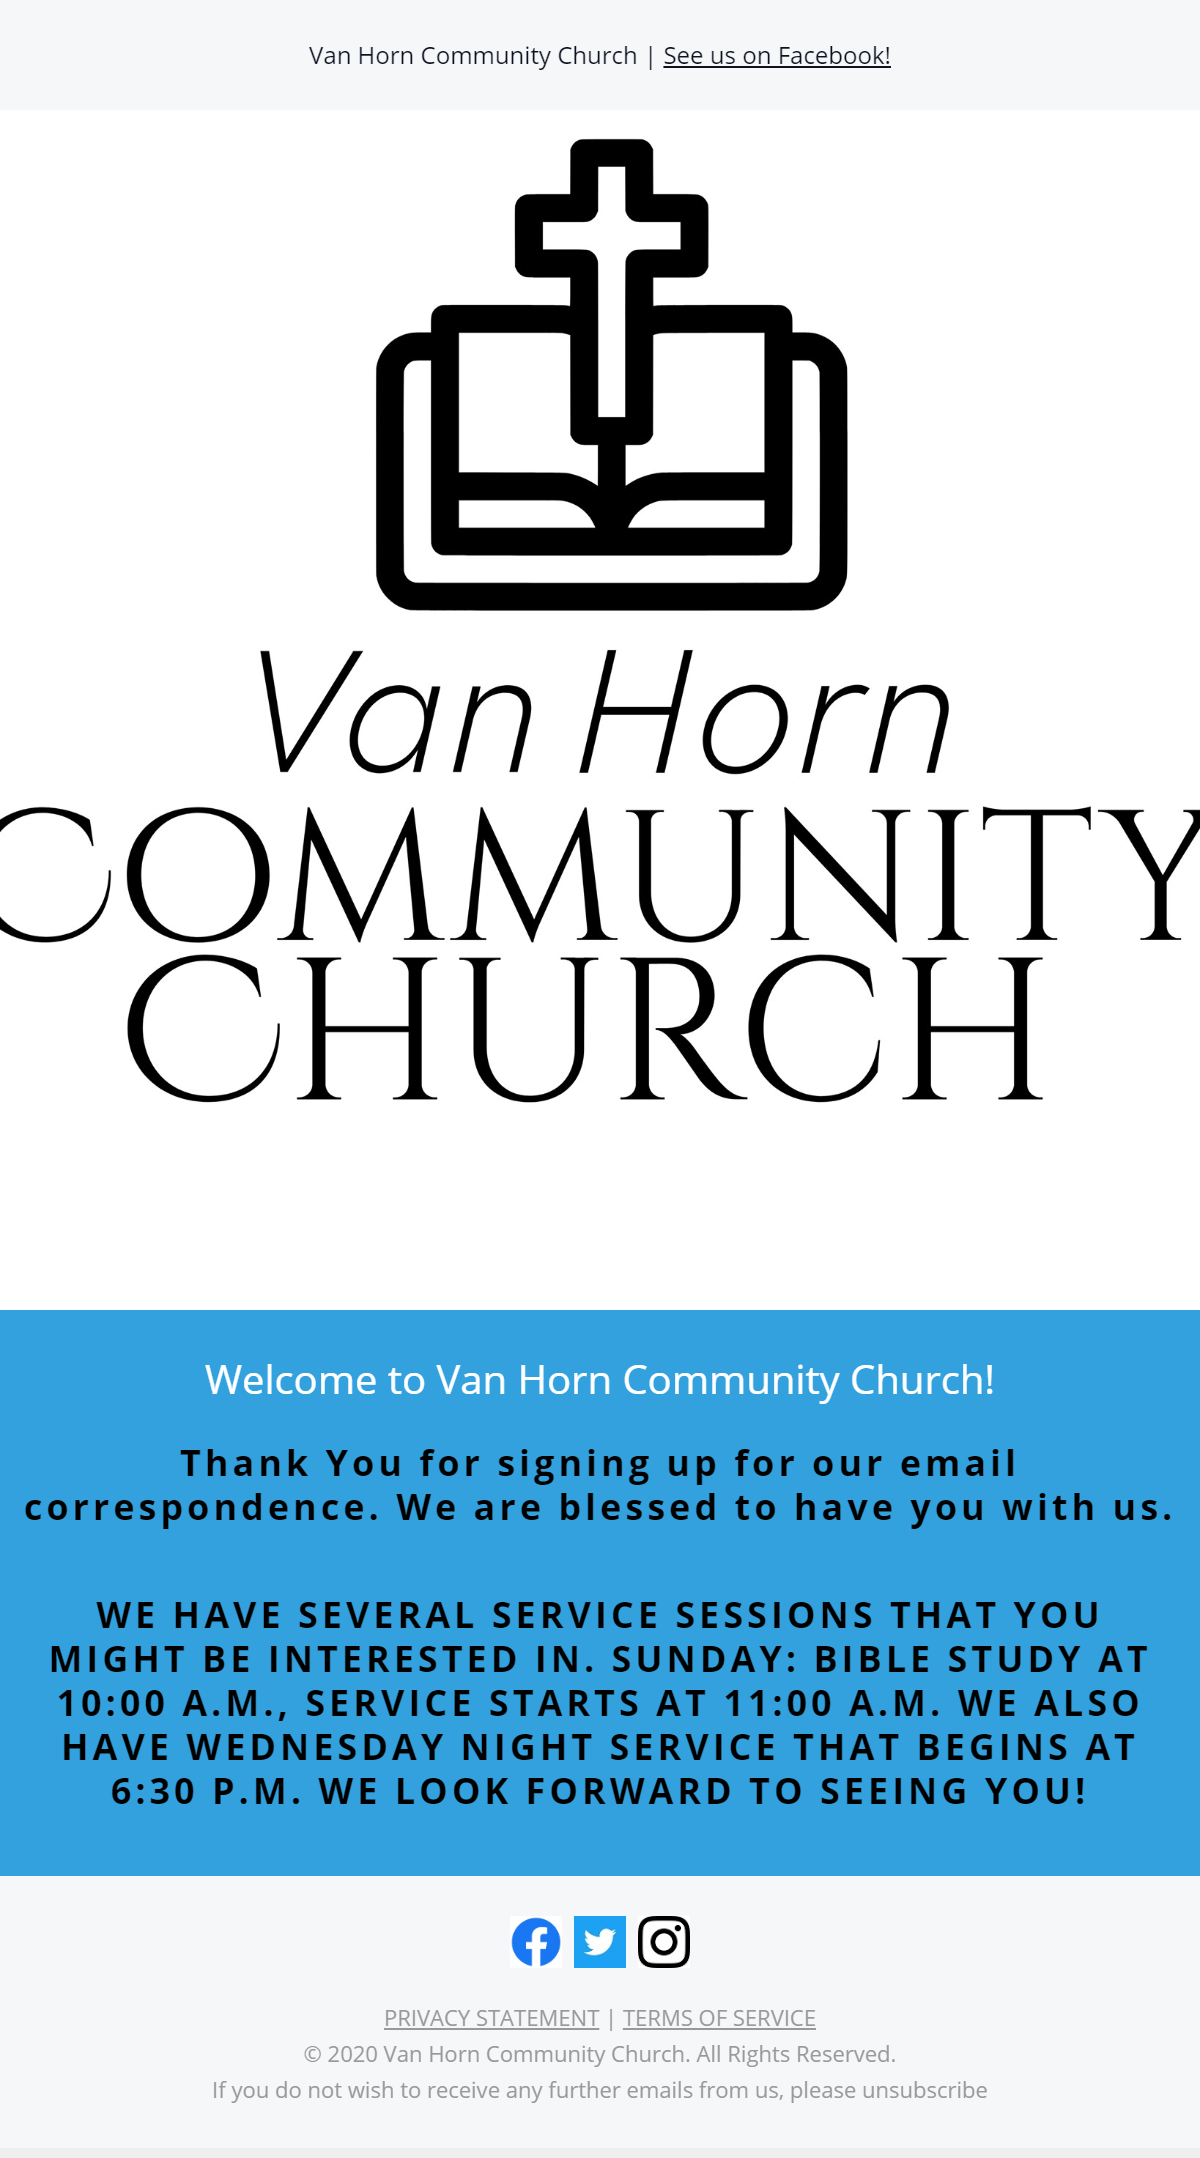 Van Horn Community Church | See us on Facebook!
Van Horn
COMMUNITY
CHURCH
Welcome to Van Horn Community Church!
Thank You for signing up for our email
correspondence. We are blessed to have you with us.
WE HAVE SEVERAL SERVICE SESSIONS THAT YOU
MIGHT BE INTERESTED IN. SUNDAY: BIBLE STUDY AT
10:00 A.M., SERVICE STARTS AT 11:00 A.M. WE ALSO
HAVE WEDNESDAY NIGHT SERVICE THAT BEGINS AT
6:30 P.M. WE LOOK FORWARD TO SEEING YOU!
PRIVACY STATEMENT | TERMS OF SERVICE
© 2020 Van Horn Community Church. All Rights Reserved.
If you do not wish to receive any further emails from us, please unsubscribe